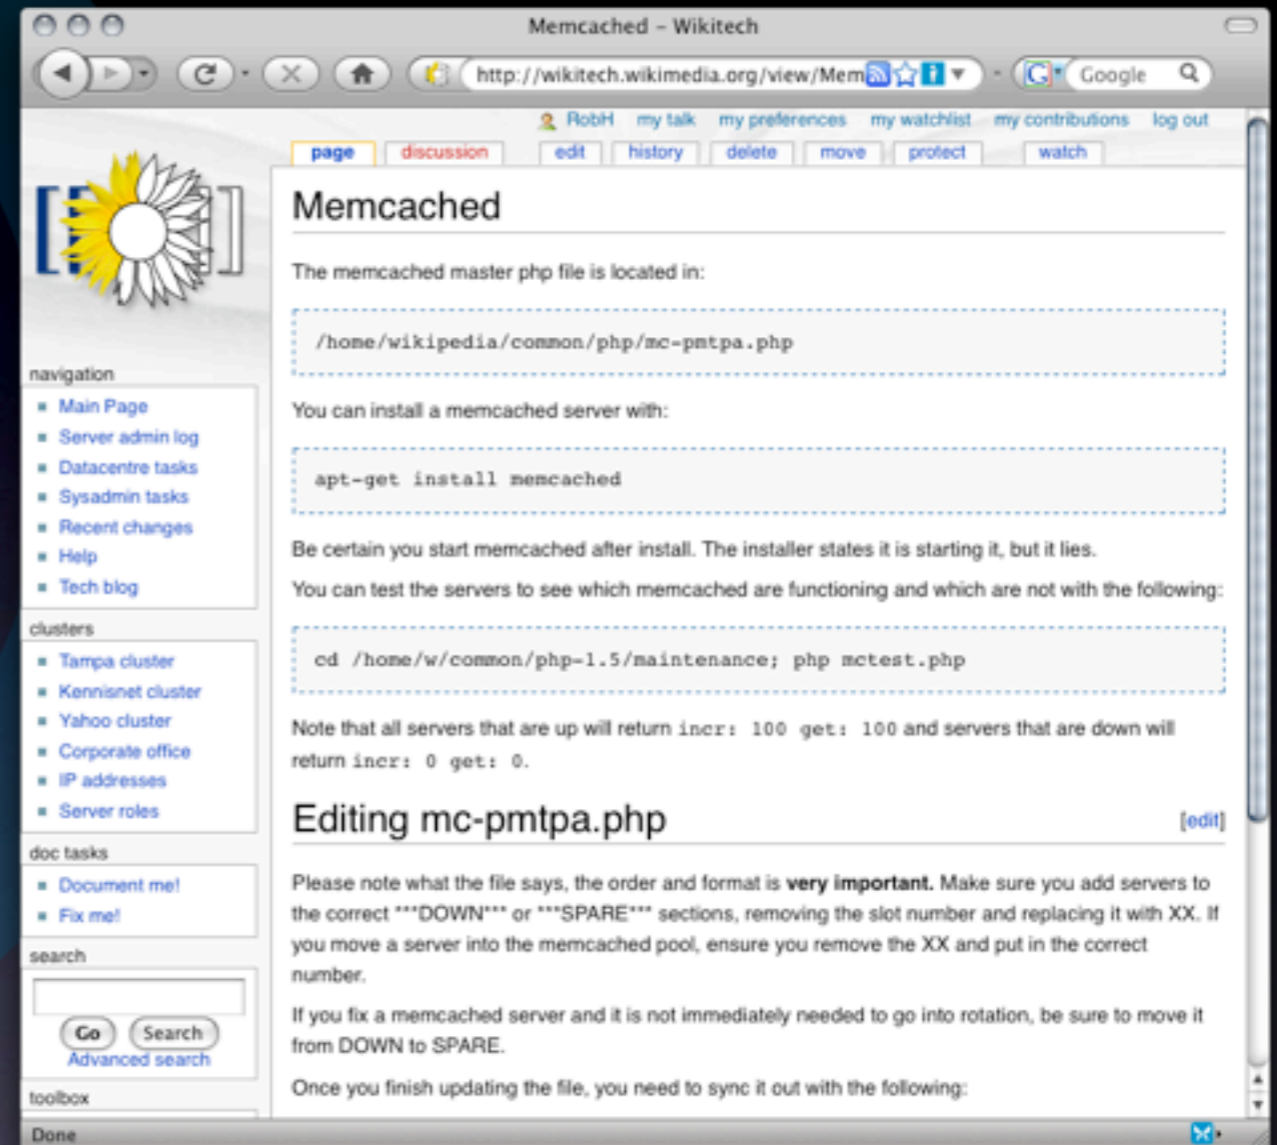 Memcached – Wikitech
http://wikitech.wikimedia.org/view/Mem
Google
RobH my talk my preferences my watchlist my contributions log out
page discussion edit history delete move protect watch
Memcached
The memcached master php file is located in:
/home/wikipedia/common/php/mc-pmtpa.php
You can install a memcached server with:
apt-get install memcached
Be certain you start memcached after install. The installer states it is starting it, but it lies.
You can test the servers to see which memcached are functioning and which are not with the following:
cd /home/w/common/php-1.5/maintenance; php mctest.php
Note that all servers that are up will return incr: 100 get: 100 and servers that are down will
return incr: 0 get: 0.
Editing mc-pmtpa.php
[edit]
Please note what the file says, the order and format is very important. Make sure you add servers to
the correct ***DOWN*** or ***SPARE*** sections, removing the slot number and replacing it with XX. If
you move a server into the memcached pool, ensure you remove the XX and put in the correct
number.
If you fix a memcached server and it is not immediately needed to go into rotation, be sure to move it
from DOWN to SPARE.
Once you finish updating the file, you need to sync it out with the following:
navigation
Main Page
Server admin log
Datacentre tasks
Sysadmin tasks
Recent changes
Help
Tech blog
clusters
Tampa cluster
Kennisnet cluster
Yahoo cluster
Corporate office
IP addresses
Server roles
doc tasks
Document me!
Fix me!
search
Go Search
Advanced search
toolbox
Done